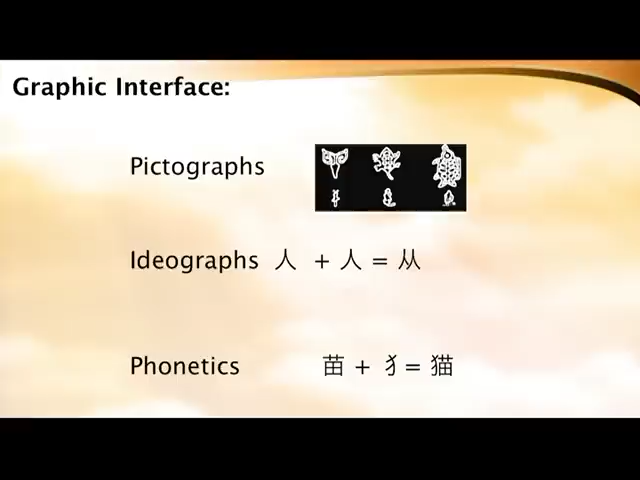 Graphic Interface:
Pictographs
Ideographs 人 + 人 = 从
Phonetics 苗 + 犭= 猫